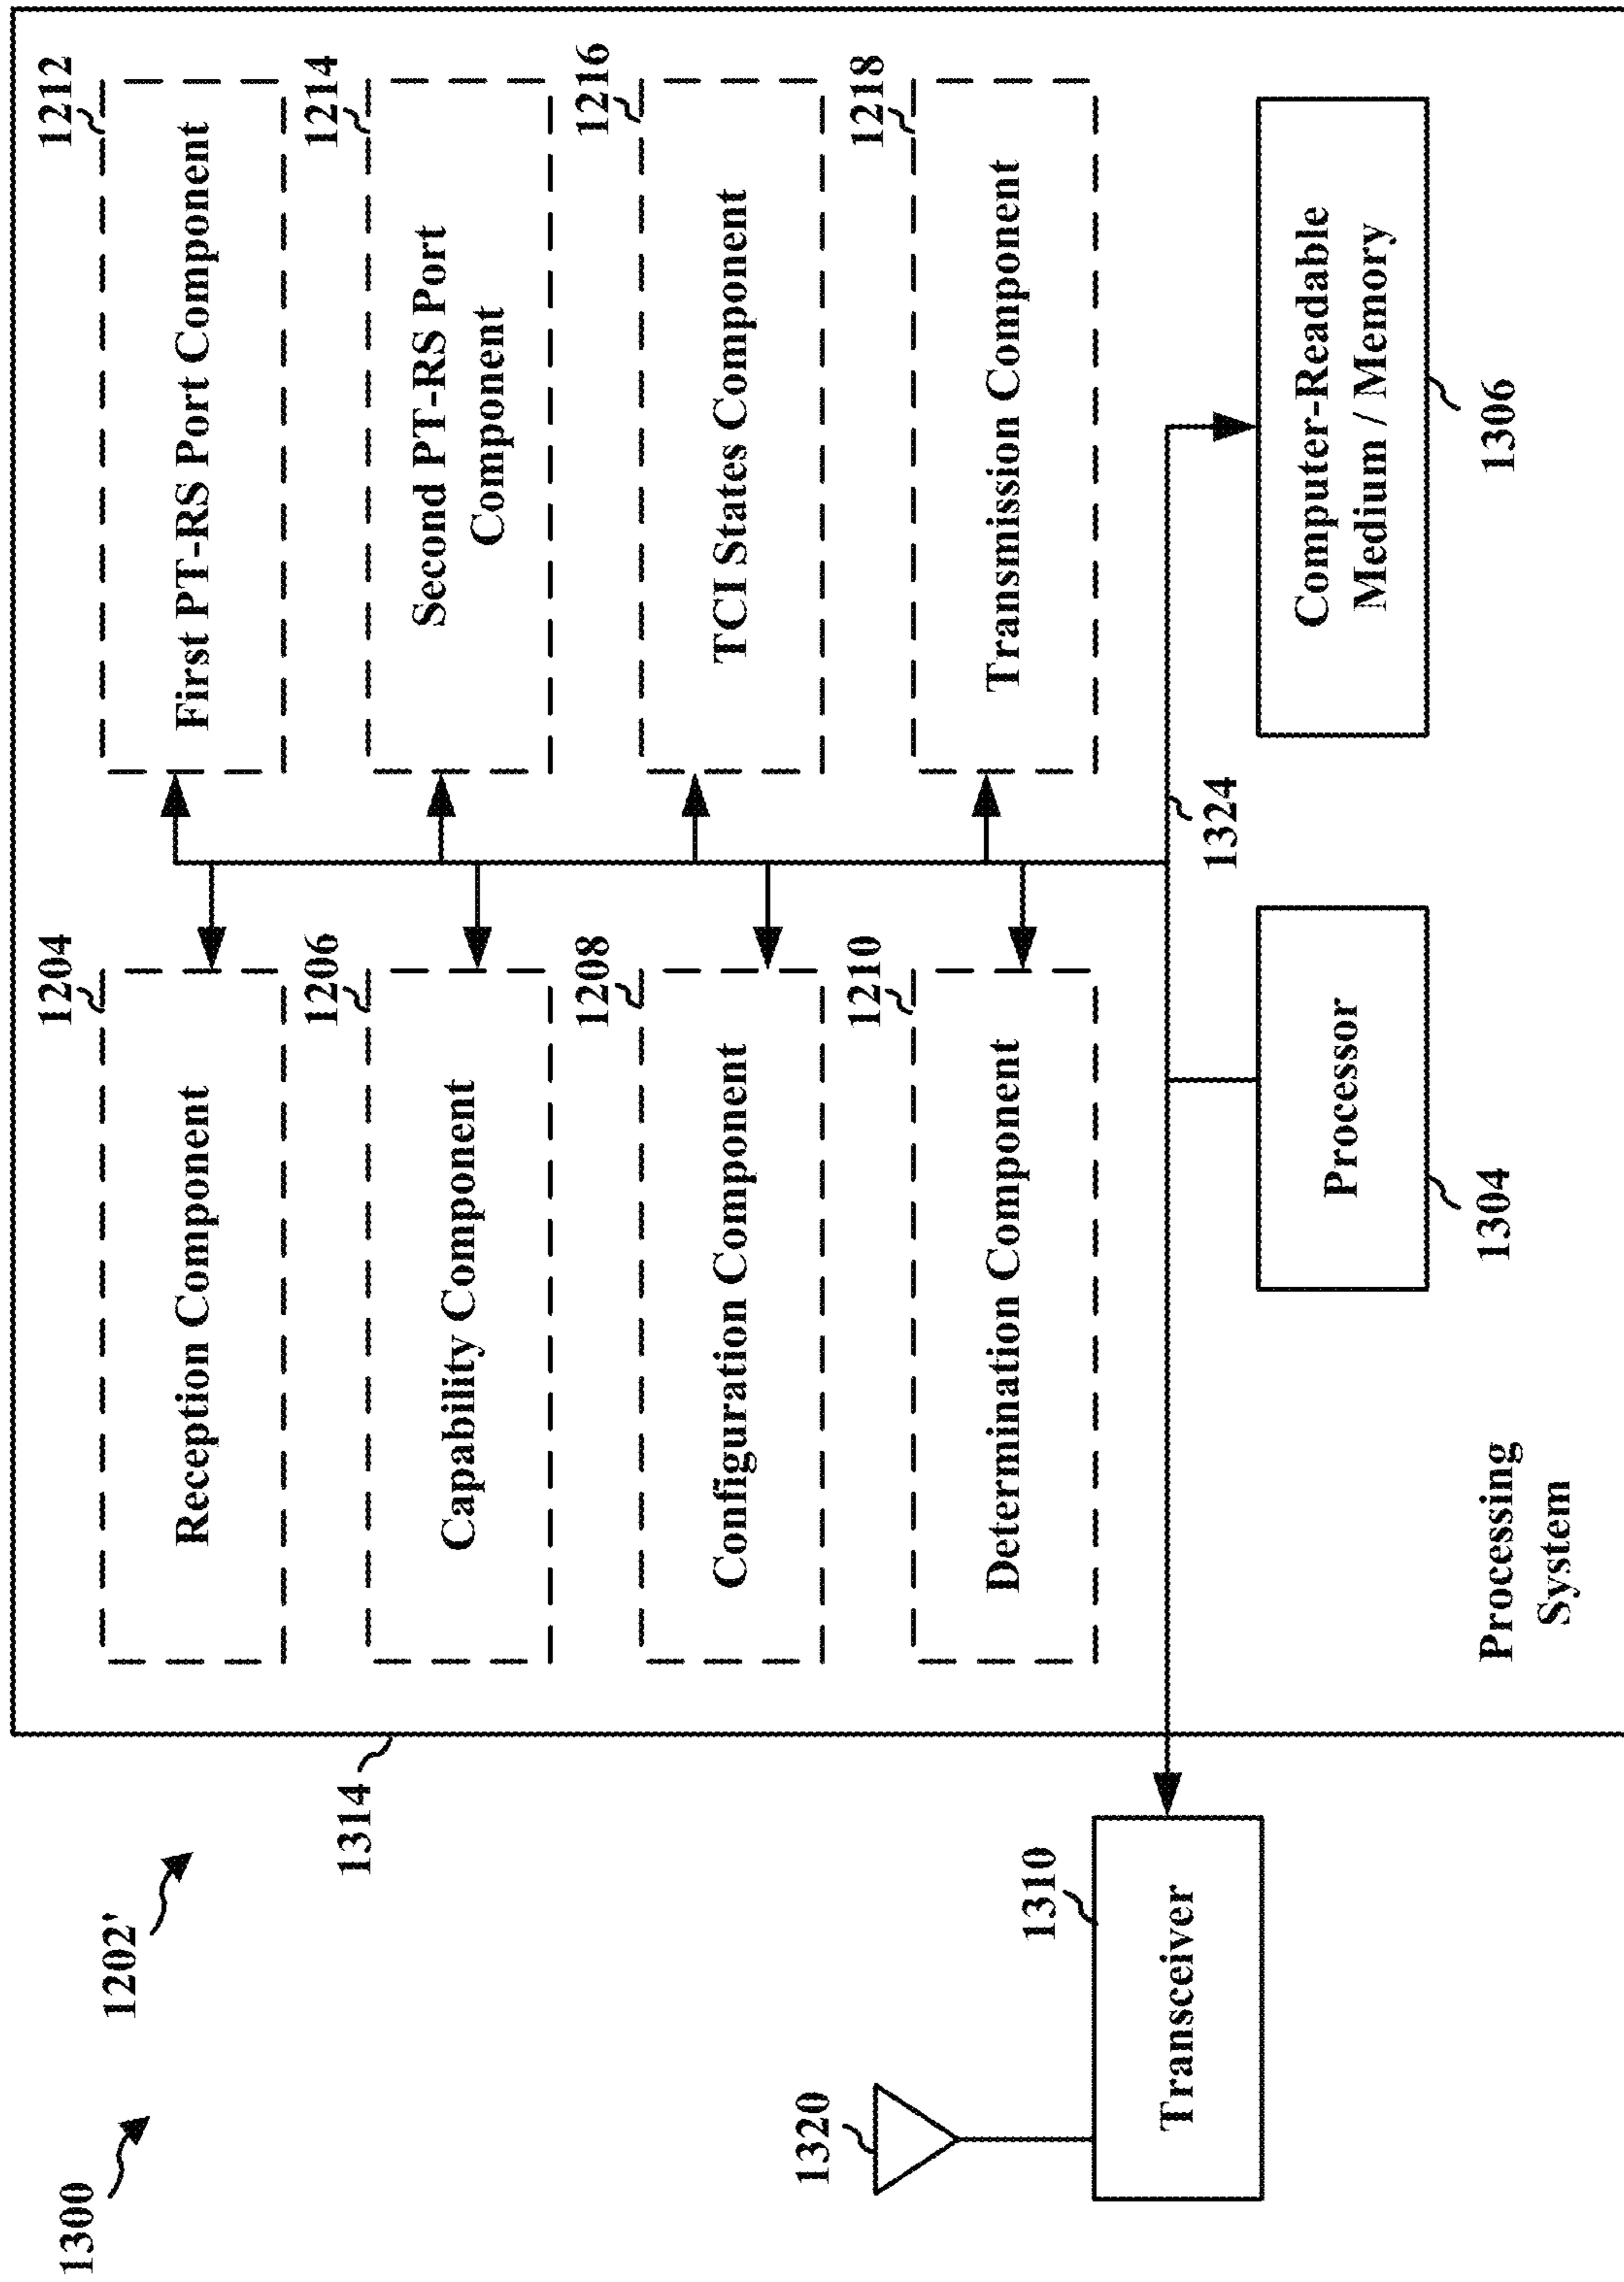 1300
1202'
1314
1204
Reception Component
1212
First PT-RS Port Component
1206
Capability Component
1214
Second PT-RS Port
Component
1208
Configuration Component
1216
TCI States Component
1210
Determination Component
1218
Transmission Component
1320
1310
Transceiver
1324
Processor
1304
Computer-Readable
Medium / Memory
1306
Processing
System